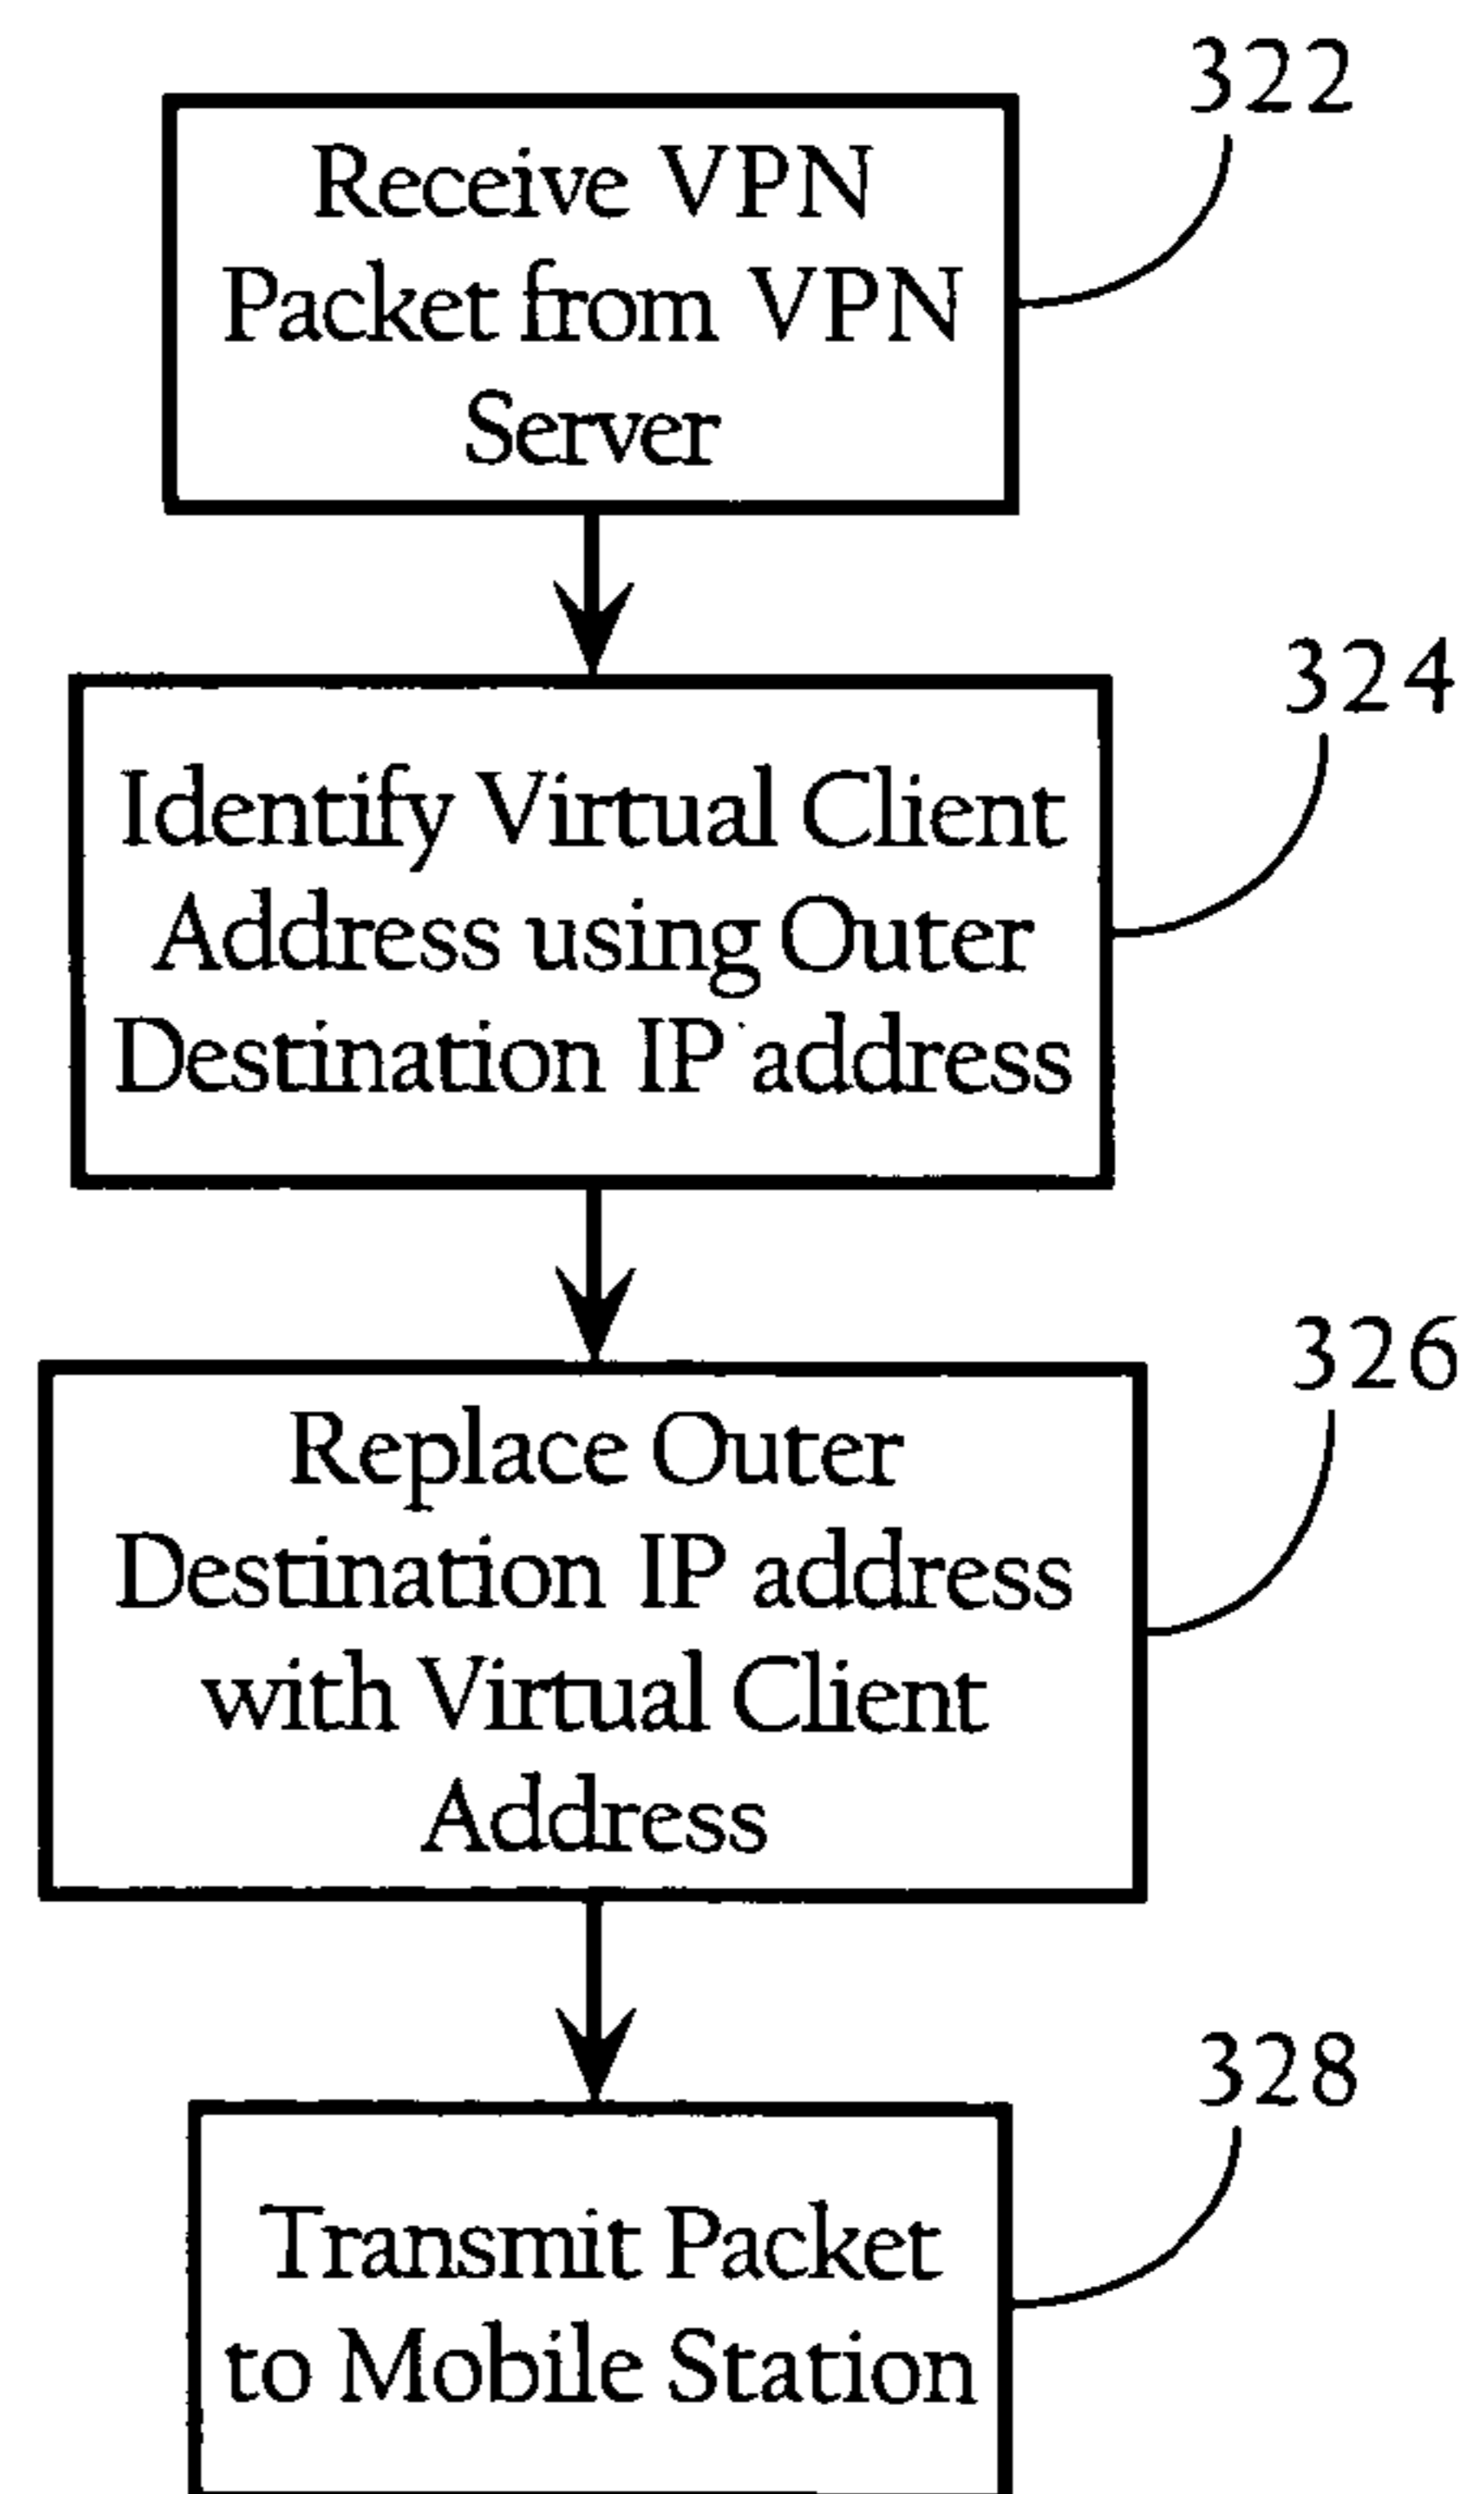 322
Receive VPN
Packet from VPN
Server
324
Identify Virtual Client
Address using Outer
Destination IP address
326
Replace Outer
Destination IP address
with Virtual Client
Address
328
Transmit Packet
to Mobile Station